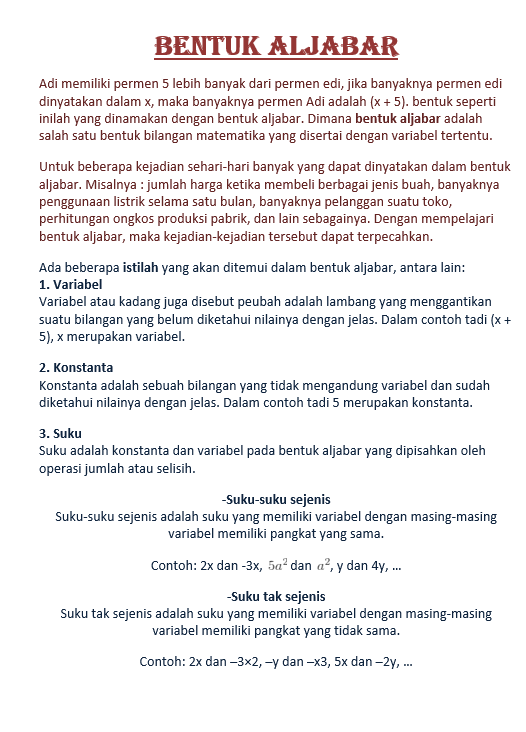 BENTUK ALJABAR
Adi memiliki permen 5 lebih banyak dari permen edi, jika banyaknya permen edi
dinyatakan dalam x, maka banyaknya permen Adi adalah (x + 5). bentuk seperti
inilah yang dinamakan dengan bentuk aljabar. Dimana bentuk aljabar adalah
salah satu bentuk bilangan matematika yang disertai dengan variabel tertentu.
Untuk beberapa kejadian sehari-hari banyak yang dapat dinyatakan dalam bentuk
aljabar. Misalnya : jumlah harga ketika membeli berbagai jenis buah, banyaknya
penggunaan listrik selama satu bulan, banyaknya pelanggan suatu toko,
perhitungan ongkos produksi pabrik, dan lain sebagainya. Dengan mempelajari
bentuk aljabar, maka kejadian-kejadian tersebut dapat terpecahkan.
Ada beberapa istilah yang akan ditemui dalam bentuk aljabar, antara lain:
1. Variabel
Variabel atau kadang juga disebut peubah adalah lambang yang menggantikan
suatu bilangan yang belum diketahui nilainya dengan jelas. Dalam contoh tadi (x +
5), x merupakan variabel.
2. Konstanta
Konstanta adalah sebuah bilangan yang tidak mengandung variabel dan sudah
diketahui nilainya dengan jelas. Dalam contoh tadi 5 merupakan konstanta.
3. Suku
Suku adalah konstanta dan variabel pada bentuk aljabar yang dipisahkan oleh
operasi jumlah atau selisih.
-Suku-suku sejenis
Suku-suku sejenis adalah suku yang memiliki variabel dengan masing-masing
variabel memiliki pangkat yang sama.
Contoh: 2x dan -3x, 5a² dan a², y dan 4y, ...
-Suku tak sejenis
Suku tak sejenis adalah suku yang memiliki variabel dengan masing-masing
variabel memiliki pangkat yang tidak sama.
Contoh: 2x dan –3×2, –y dan –x3, 5x dan –2y, ...